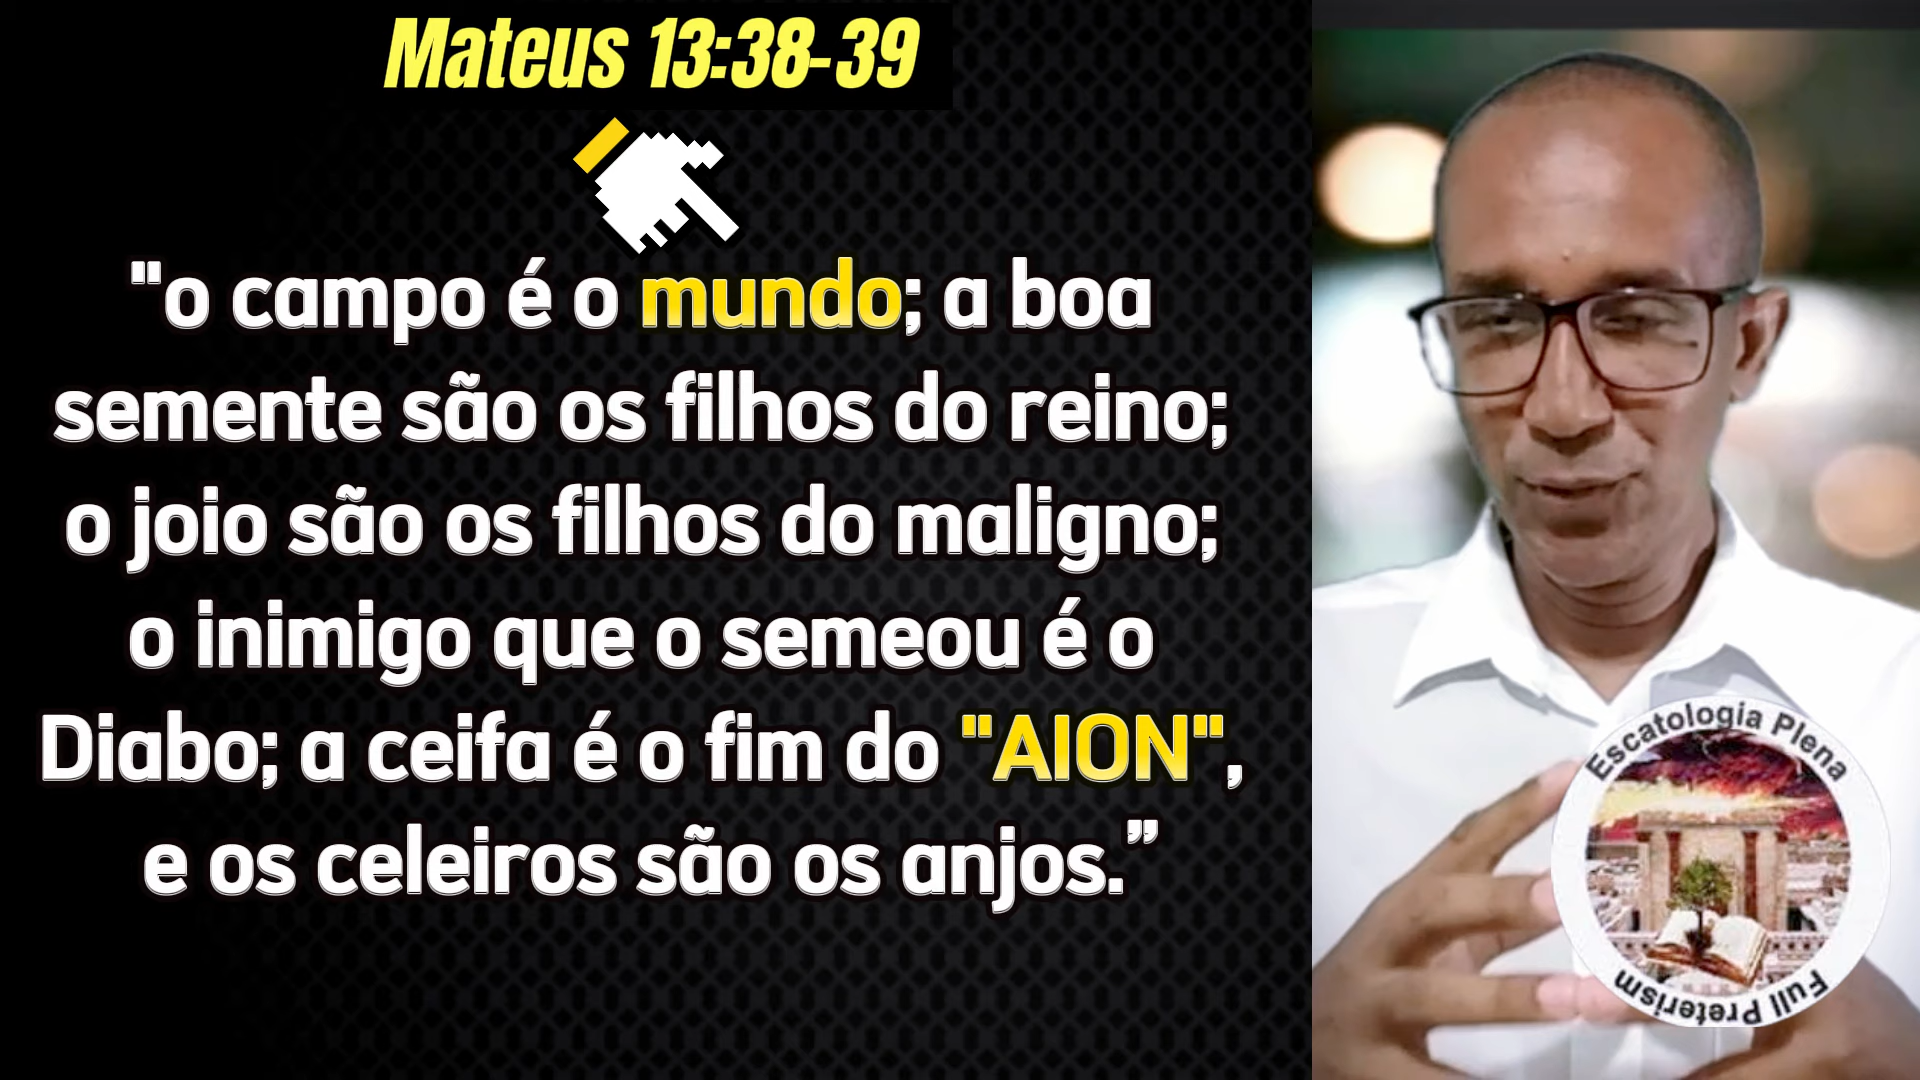 Mateus 13:38-39
"o campo é o mundo; a boa
semente são os filhos do reino;
o joio são os filhos do maligno;
o inimigo que o semeou é o
Diabo; a ceifa é o fim do "AION",
e os celeiros são os anjos.”
Escatologia Plena
Full Preterism